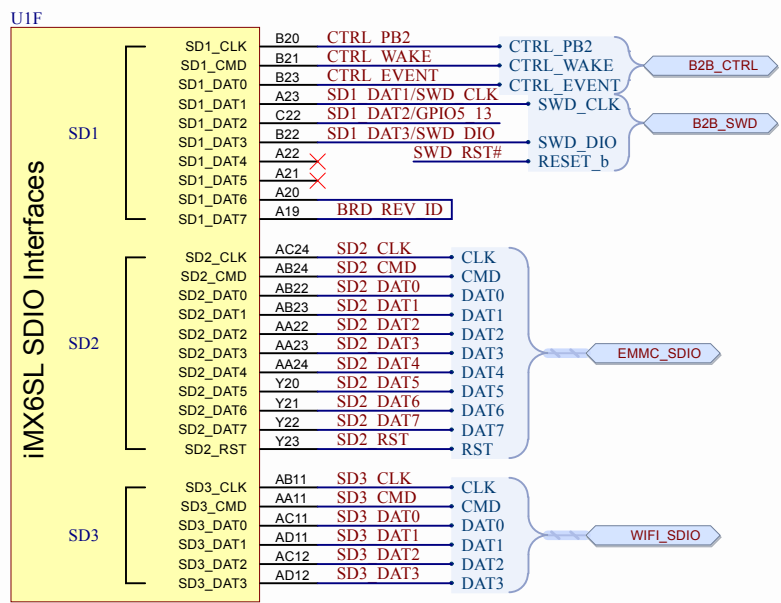 U1F
iMX6SL SDIO Interfaces
SD1
SD1_CLK B20 CTRL_PB2 CTRL_PB2
SD1_CMD B21 CTRL_WAKE CTRL_WAKE B2B_CTRL
SD1_DAT0 B23 CTRL_EVENT CTRL_EVENT
SD1_DAT1 A23 SD1_DAT1/SWD_CLK SWD_CLK
SD1_DAT2 C22 SD1_DAT2/GPIO5_13 B2B_SWD
SD1_DAT3 B22 SD1_DAT3/SWD_DIO SWD_DIO
SD1_DAT4 A22 SWD_RST# RESET_b
SD1_DAT5 A21
SD1_DAT6 A20
SD1_DAT7 A19 BRD_REV_ID
SD2
SD2_CLK AC24 SD2_CLK CLK
SD2_CMD AB24 SD2_CMD CMD
SD2_DAT0 AB22 SD2_DAT0 DAT0
SD2_DAT1 AB23 SD2_DAT1 DAT1
SD2_DAT2 AA22 SD2_DAT2 DAT2
SD2_DAT3 AA23 SD2_DAT3 DAT3 EMMC_SDIO
SD2_DAT4 AA24 SD2_DAT4 DAT4
SD2_DAT5 Y20 SD2_DAT5 DAT5
SD2_DAT6 Y21 SD2_DAT6 DAT6
SD2_DAT7 Y22 SD2_DAT7 DAT7
SD2_RST Y23 SD2_RST RST
SD3
SD3_CLK AB11 SD3_CLK CLK
SD3_CMD AA11 SD3_CMD CMD
SD3_DAT0 AC11 SD3_DAT0 DAT0 WIFI_SDIO
SD3_DAT1 AD11 SD3_DAT1 DAT1
SD3_DAT2 AC12 SD3_DAT2 DAT2
SD3_DAT3 AD12 SD3_DAT3 DAT3